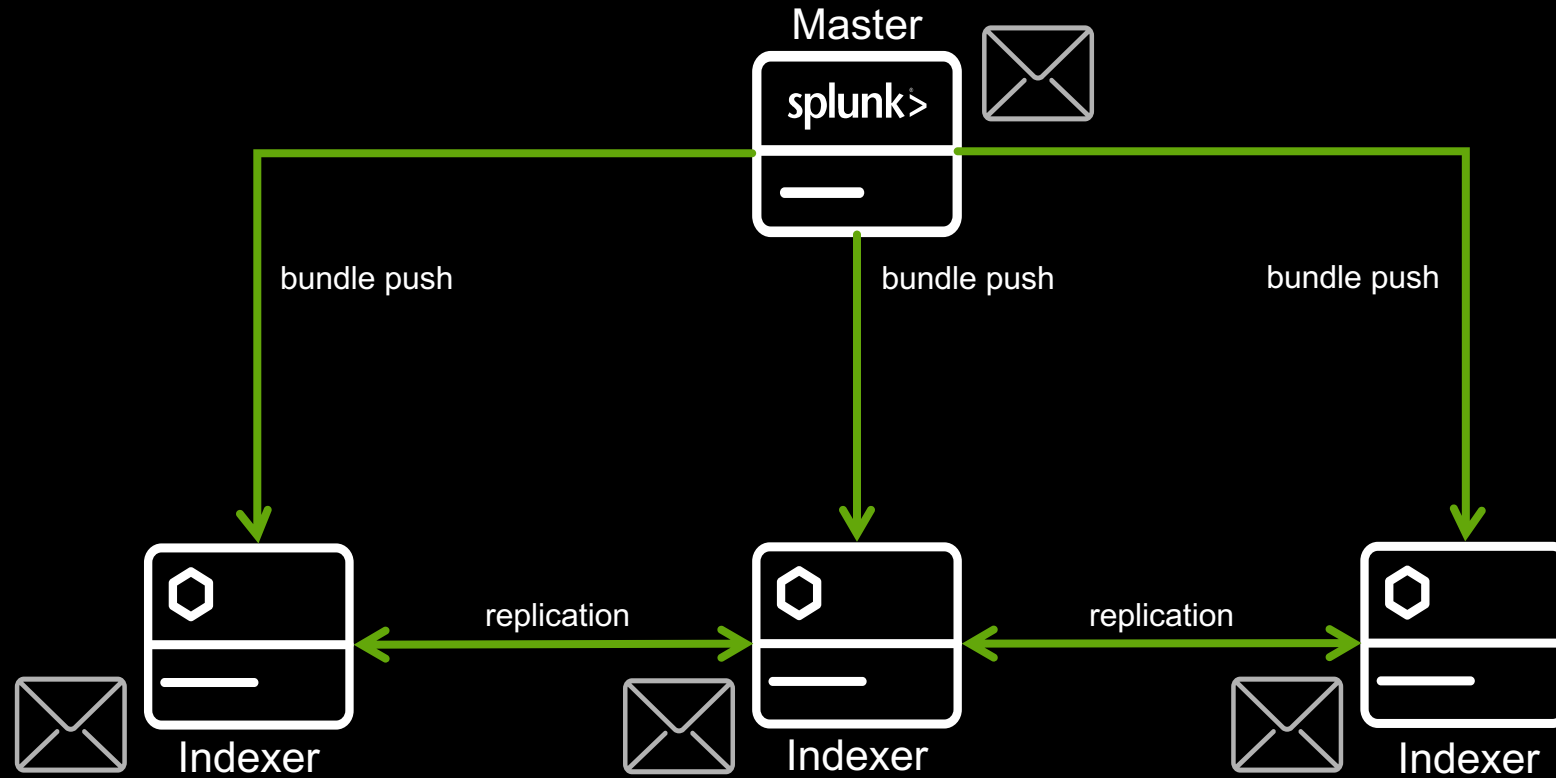 Master
splunk>
bundle push
bundle push
bundle push
replication
replication
Indexer
Indexer
Indexer